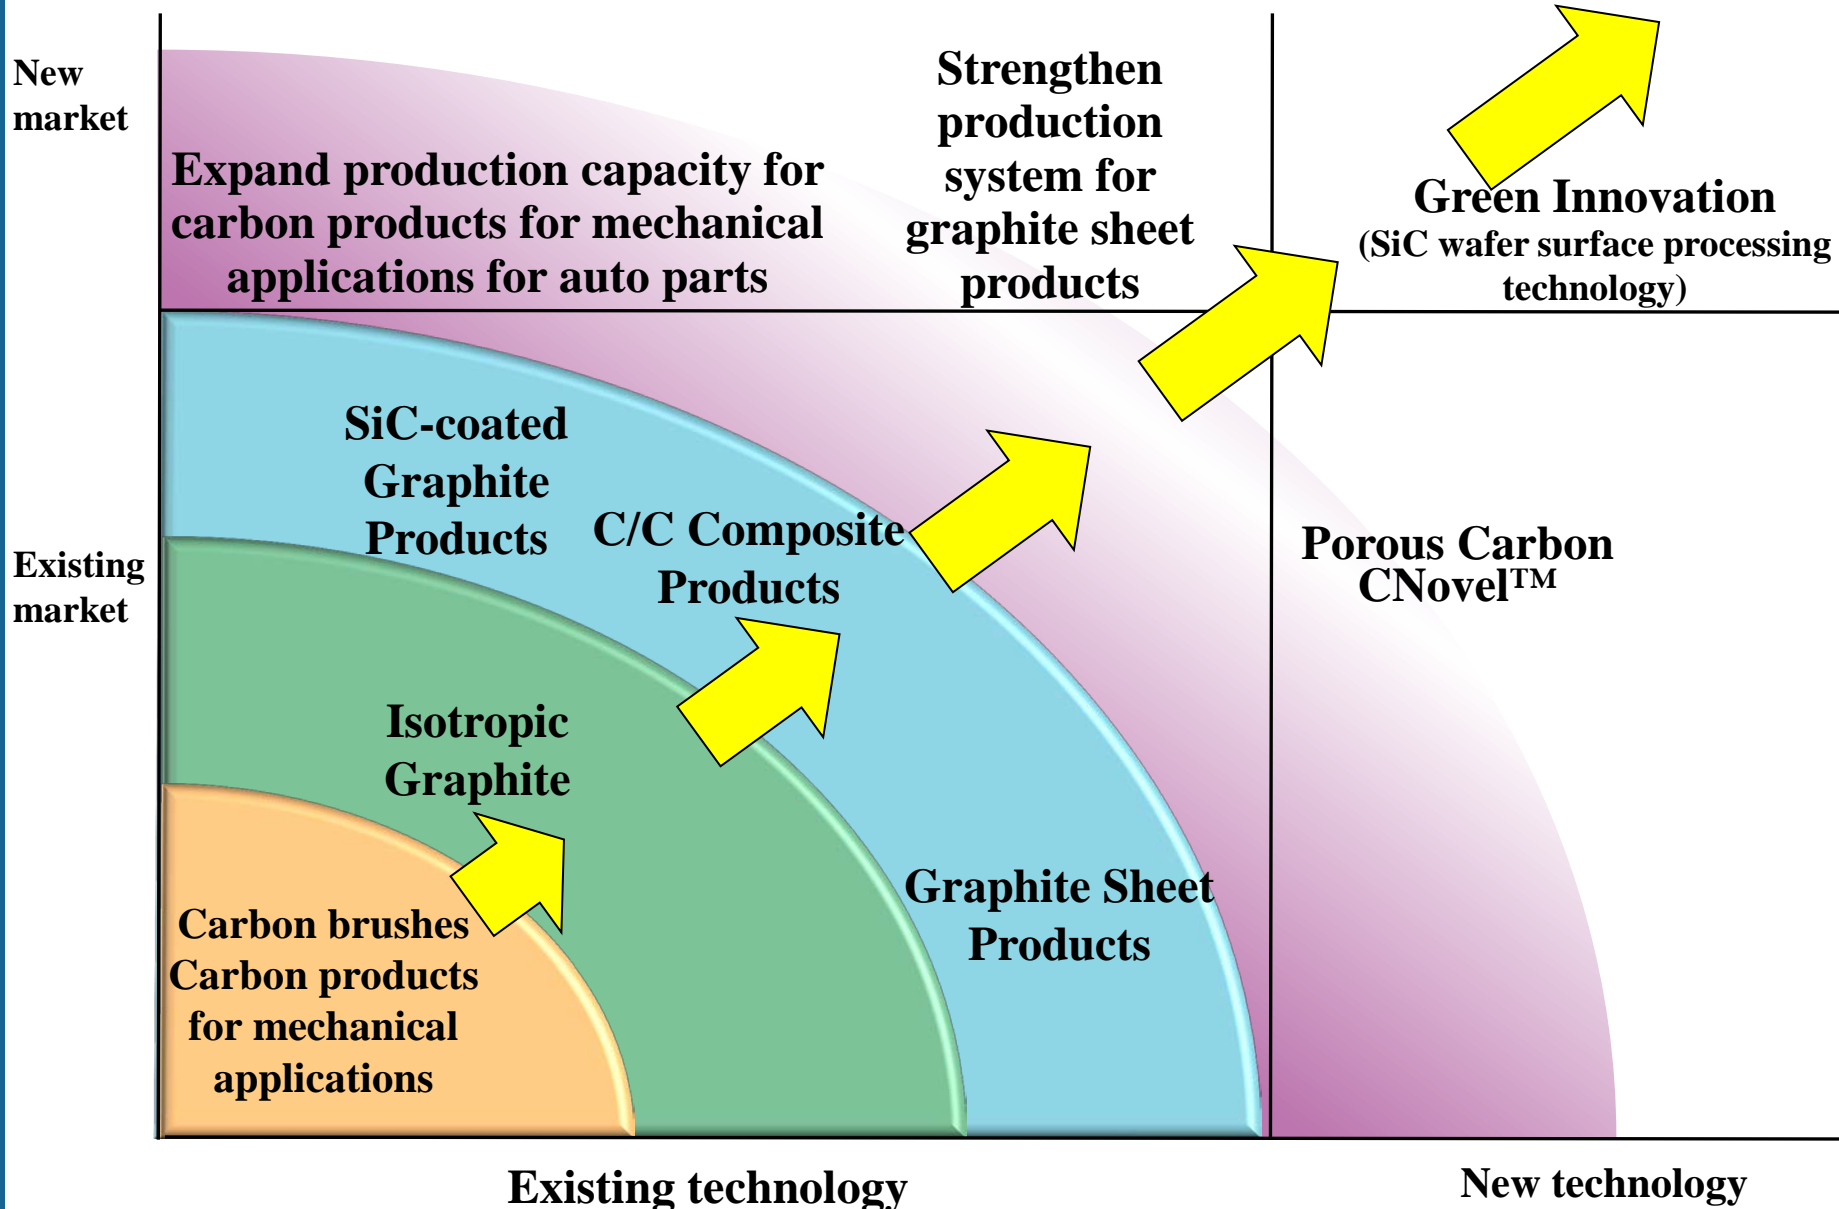 New
market
Expand production capacity for
carbon products for mechanical
applications for auto parts
Strengthen
production
system for
graphite sheet
products
Green Innovation
(SiC wafer surface processing
technology)
Existing
market
SiC-coated
Graphite
Products
C/C Composite
Products
Porous Carbon
CNovel™
Isotropic
Graphite
Graphite Sheet
Products
Carbon brushes
Carbon products
for mechanical
applications
Existing technology
New technology